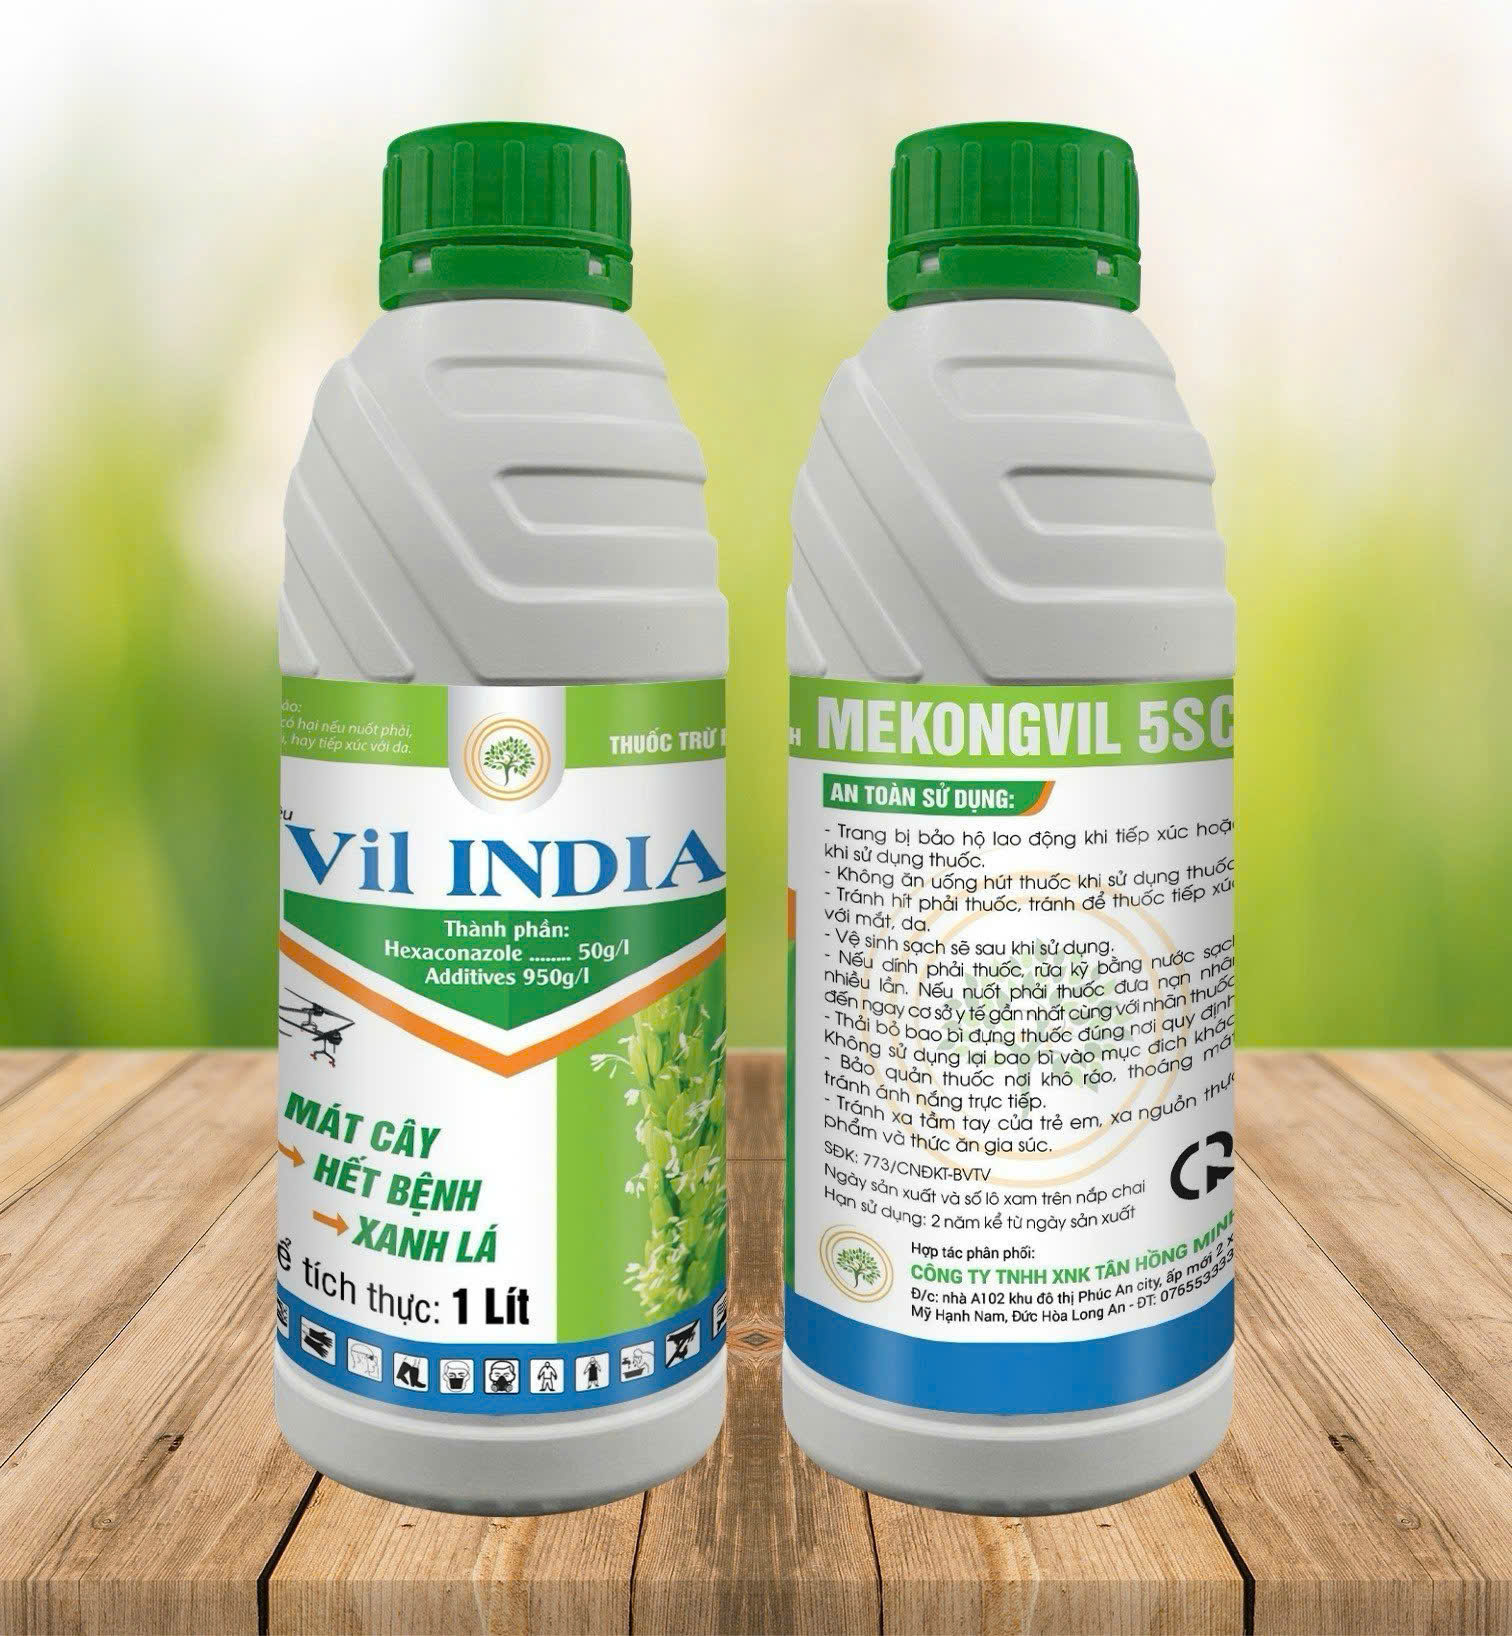 có hại nếu nuốt phải,
hay tiếp xúc với da.
THUỐC TRỪ
Vil INDIA
Thành phần:
Hexaconazole ........ 50g/l
Additives 950g/l
MÁT CÂY
HẾT BỆNH
XANH LÁ
tích thực: 1 Lít
MEKONGVIL 5SC
AN TOÀN SỬ DỤNG:
- Trang bị bảo hộ lao động khi tiếp xúc hoặc
khi sử dụng thuốc.
- Không ăn uống hút thuốc khi sử dụng thuốc
- Tránh hít phải thuốc, tránh để thuốc tiếp xúc
với mắt, da.
- Vệ sinh sạch sẽ sau khi sử dụng.
- Nếu dính phải thuốc, rửa kỹ bằng nước sạch
nhiều lần. Nếu nuốt phải thuốc đưa nạn nhân
đến ngay cơ sở y tế gần nhất cùng với nhãn thuốc
- Thải bỏ bao bì đựng thuốc đúng nơi quy định
Không sử dụng lại bao bì vào mục đích khác
- Bảo quản thuốc nơi khô ráo, thoáng mát
tránh ánh nắng trực tiếp.
- Tránh xa tầm tay của trẻ em, xa nguồn thực
phẩm và thức ăn gia súc.
SĐK: 773/CNĐKT-BVTV
Ngày sản xuất và số lô xam trên nắp chai
Hạn sử dụng: 2 năm kể từ ngày sản xuất
Hợp tác phân phối:
CÔNG TY TNHH XNK TÂN HỒNG MINH
Đ/c: nhà A102 khu đô thị Phúc An city, ấp mới 2 x
Mỹ Hạnh Nam, Đức Hòa Long An - ĐT: 0765533333